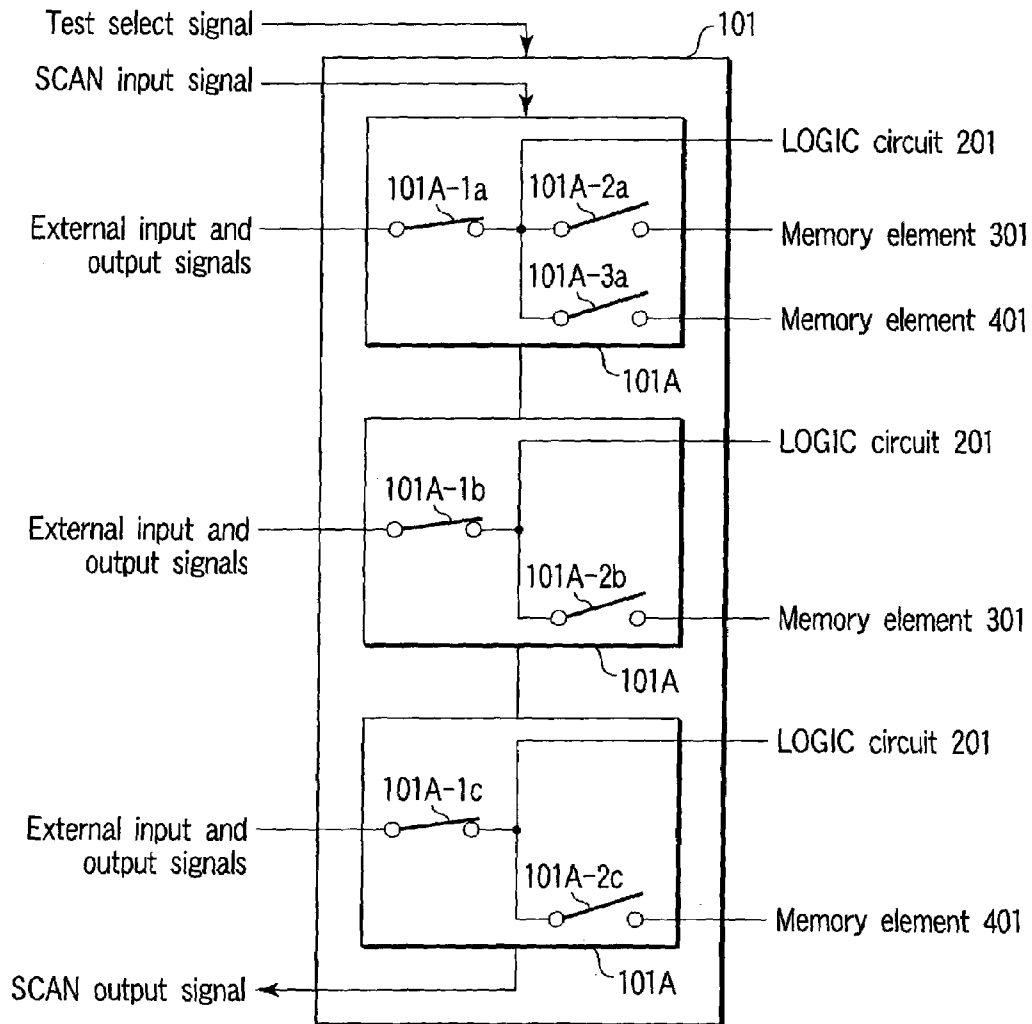 Test select signal
101
SCAN input signal
LOGIC circuit 201
101A-1a
101A-2a
External input and
output signals
Memory element 301
101A-3a
Memory element 401
101A
LOGIC circuit 201
101A-1b
External input and
output signals
101A-2b
Memory element 301
101A
LOGIC circuit 201
101A-1c
External input and
output signals
101A-2c
Memory element 401
101A
SCAN output signal